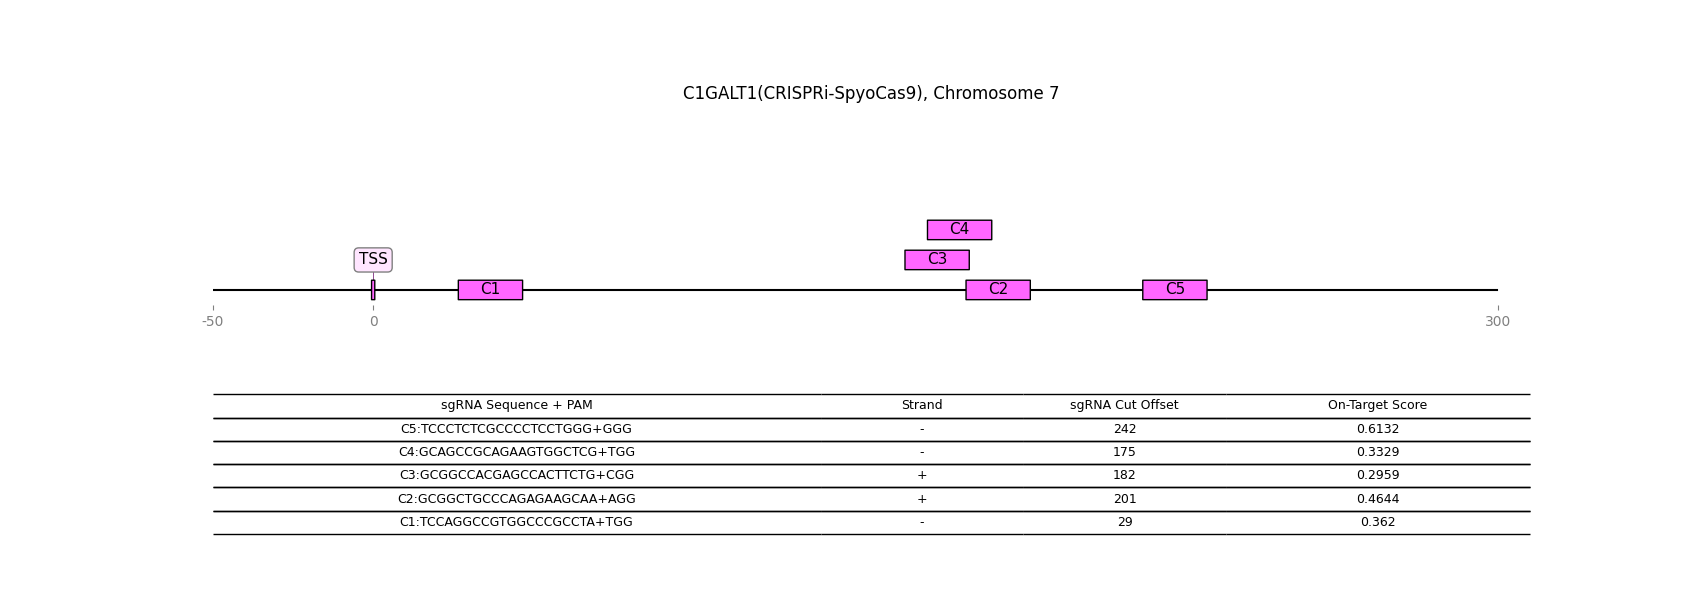 C1GALT1(CRISPRi-SpyoCas9), Chromosome 7
C4
TSS C3
C1 C2 C5
-50 0 300
sgRNA Sequence + PAM Strand sgRNA Cut Offset On-Target Score
C5:TCCCTCTCGCCCCTCCTGGG+GGG - 242 0.6132
C4:GCAGCCGCAGAAGTGGCTCG+TGG - 175 0.3329
C3:GCGGCCACGAGCCACTTCTG+CGG + 182 0.2959
C2:GCGGCTGCCCAGAGAAGCAA+AGG + 201 0.4644
C1:TCCAGGCCGTGGCCCGCCTA+TGG - 29 0.362